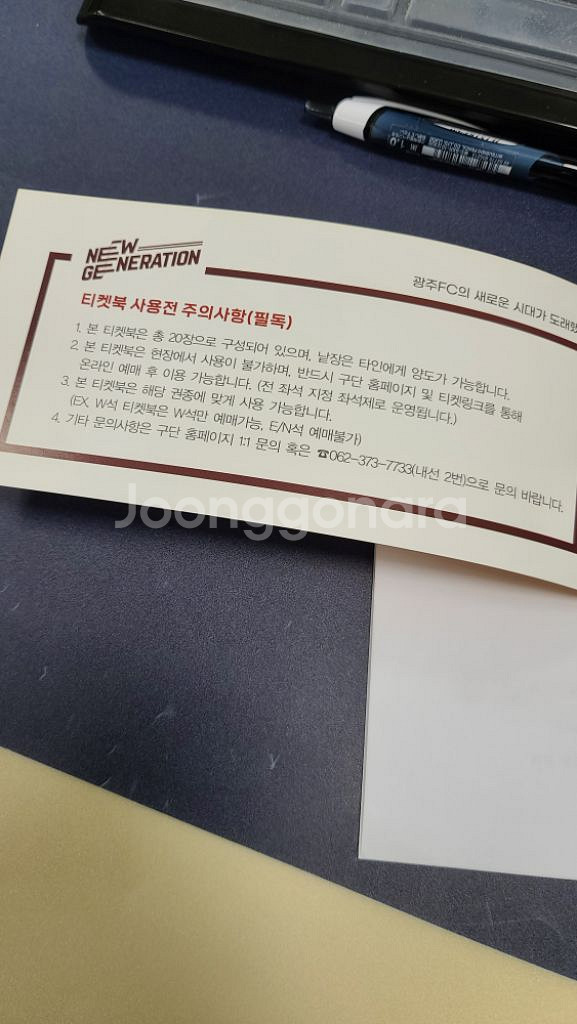 NEW
GENERATION
광주FC의 새로운 시대가
티켓북 사용전 주의사항(필독)
1. 본 티켓북은 총 20장으로 구성되어 있으며, 낱장은 타인에게 양도가 가능합니다.
2. 본 티켓북은 현장에서 사용이 불가하며, 반드시 구단 홈페이지 및 티켓링크를 통해
온라인 예매 후 이용 가능합니다. (전 좌석 지정 좌석제로 운영됩니다.)
3. 본 티켓북은 해당 권종에 맞게 사용 가능합니다.
(EX. W석 티켓북은 W석만 예매가능, E/N석 예매불가)
4. 기타 문의사항은 구단 홈페이지 1:1 문의 혹은 ☎062-373-7733(내선 2번)으로 문의 바랍니다.
Joonggonara